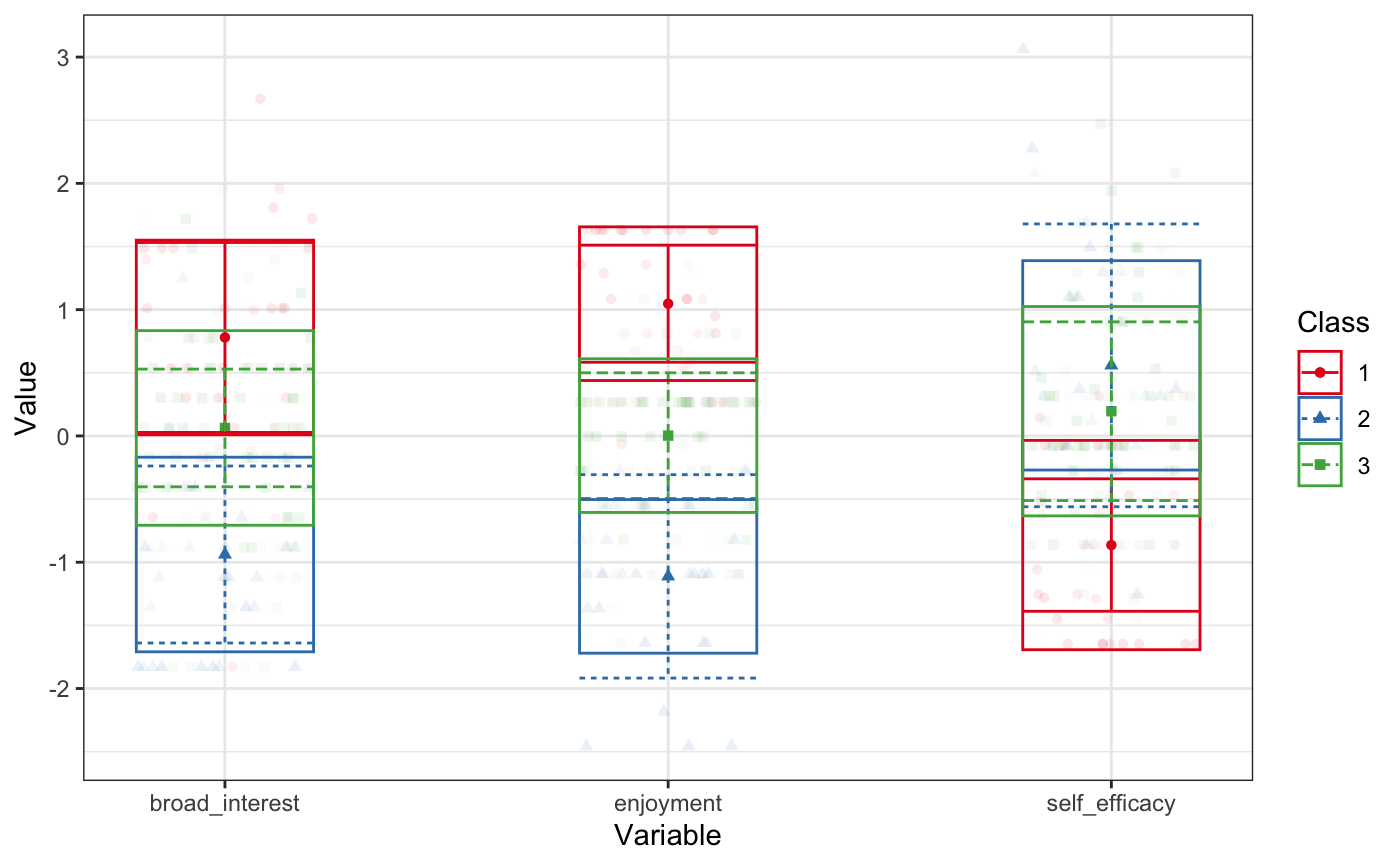 3
2
1
0
-1
-2
Value
broad_interest enjoyment self_efficacy
Variable
Class
1
2
3